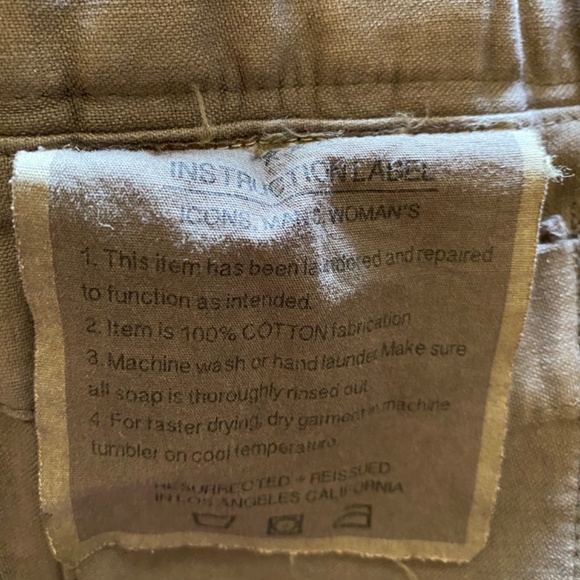 INSTRUCTION LABEL
ICONS, MAN'S, WOMAN'S
1. This item has been laundered and repaired
to function as intended.
2. Item is 100% COTTON fabrication
3. Machine wash or hand launder. Make sure
all soap is thoroughly rinsed out.
4. For faster drying, dry garment in machine
tumbler on cool temperature.
RESURRECTED + REISSUED
IN LOS ANGELES CALIFORNIA